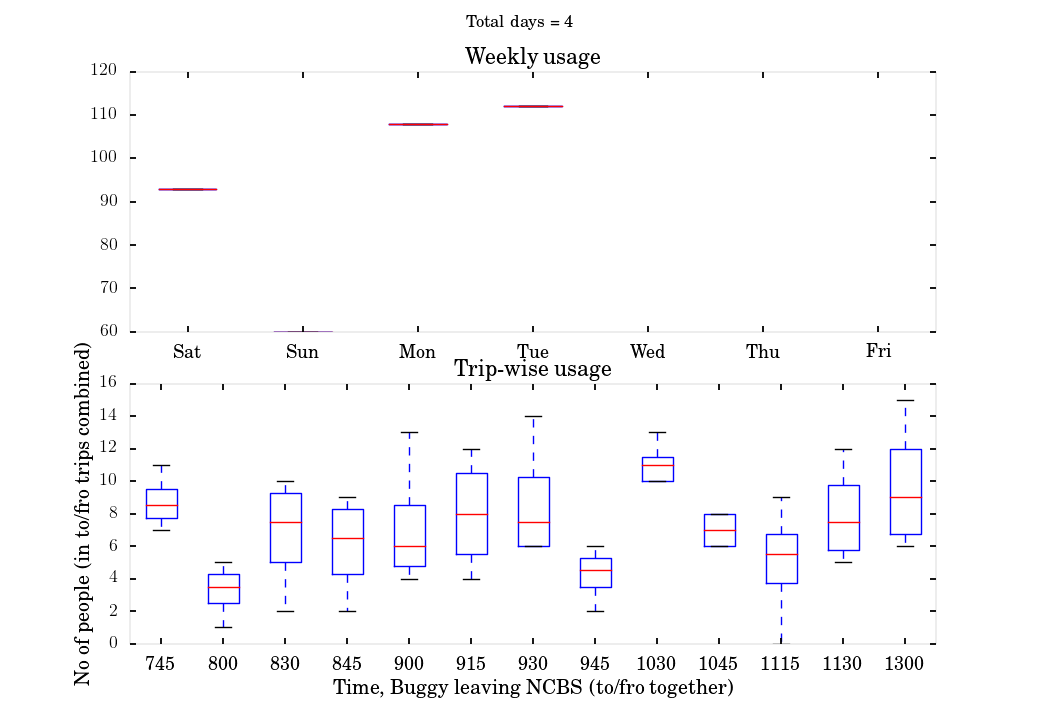 Total days = 4
Weekly usage
120
110
100
90
80
70
60
Sat Sun Mon Tue Wed Thu Fri
Trip-wise usage
No of people (in to/fro trips combined)
16
14
12
10
8
6
4
2
0
745 800 830 845 900 915 930 945 1030 1045 1115 1130 1300
Time, Buggy leaving NCBS (to/fro together)